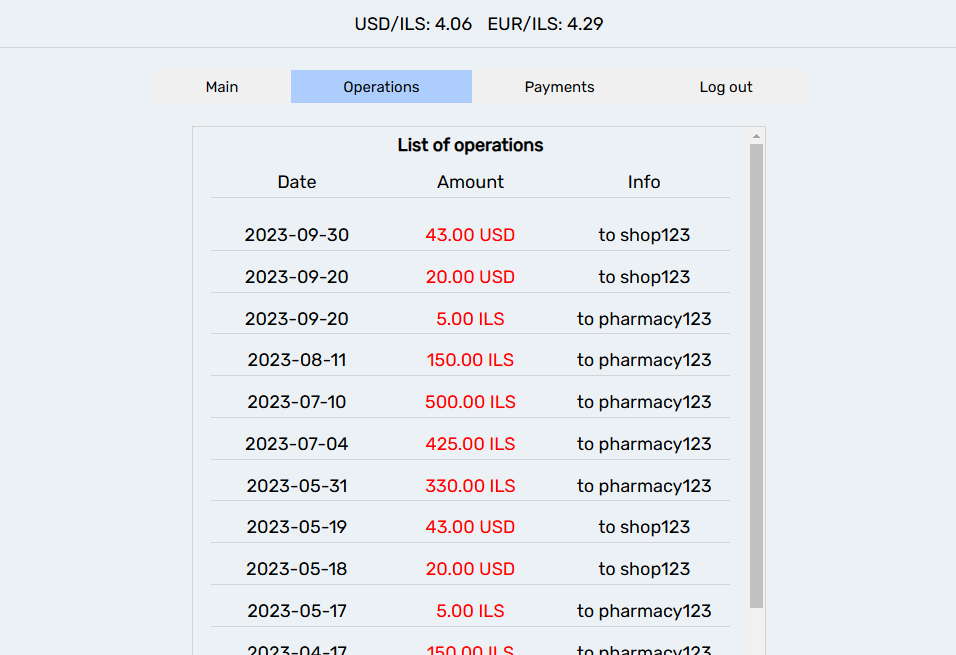 USD/ILS: 4.06 EUR/ILS: 4.29
Main Operations Payments Log out
List of operations
Date Amount Info
2023-09-30 43.00 USD to shop123
2023-09-20 20.00 USD to shop123
2023-09-20 5.00 ILS to pharmacy123
2023-08-11 150.00 ILS to pharmacy123
2023-07-10 500.00 ILS to pharmacy123
2023-07-04 425.00 ILS to pharmacy123
2023-05-31 330.00 ILS to pharmacy123
2023-05-19 43.00 USD to shop123
2023-05-18 20.00 USD to shop123
2023-05-17 5.00 ILS to pharmacy123
2023-04-17 150.00 ILS to pharmacy123